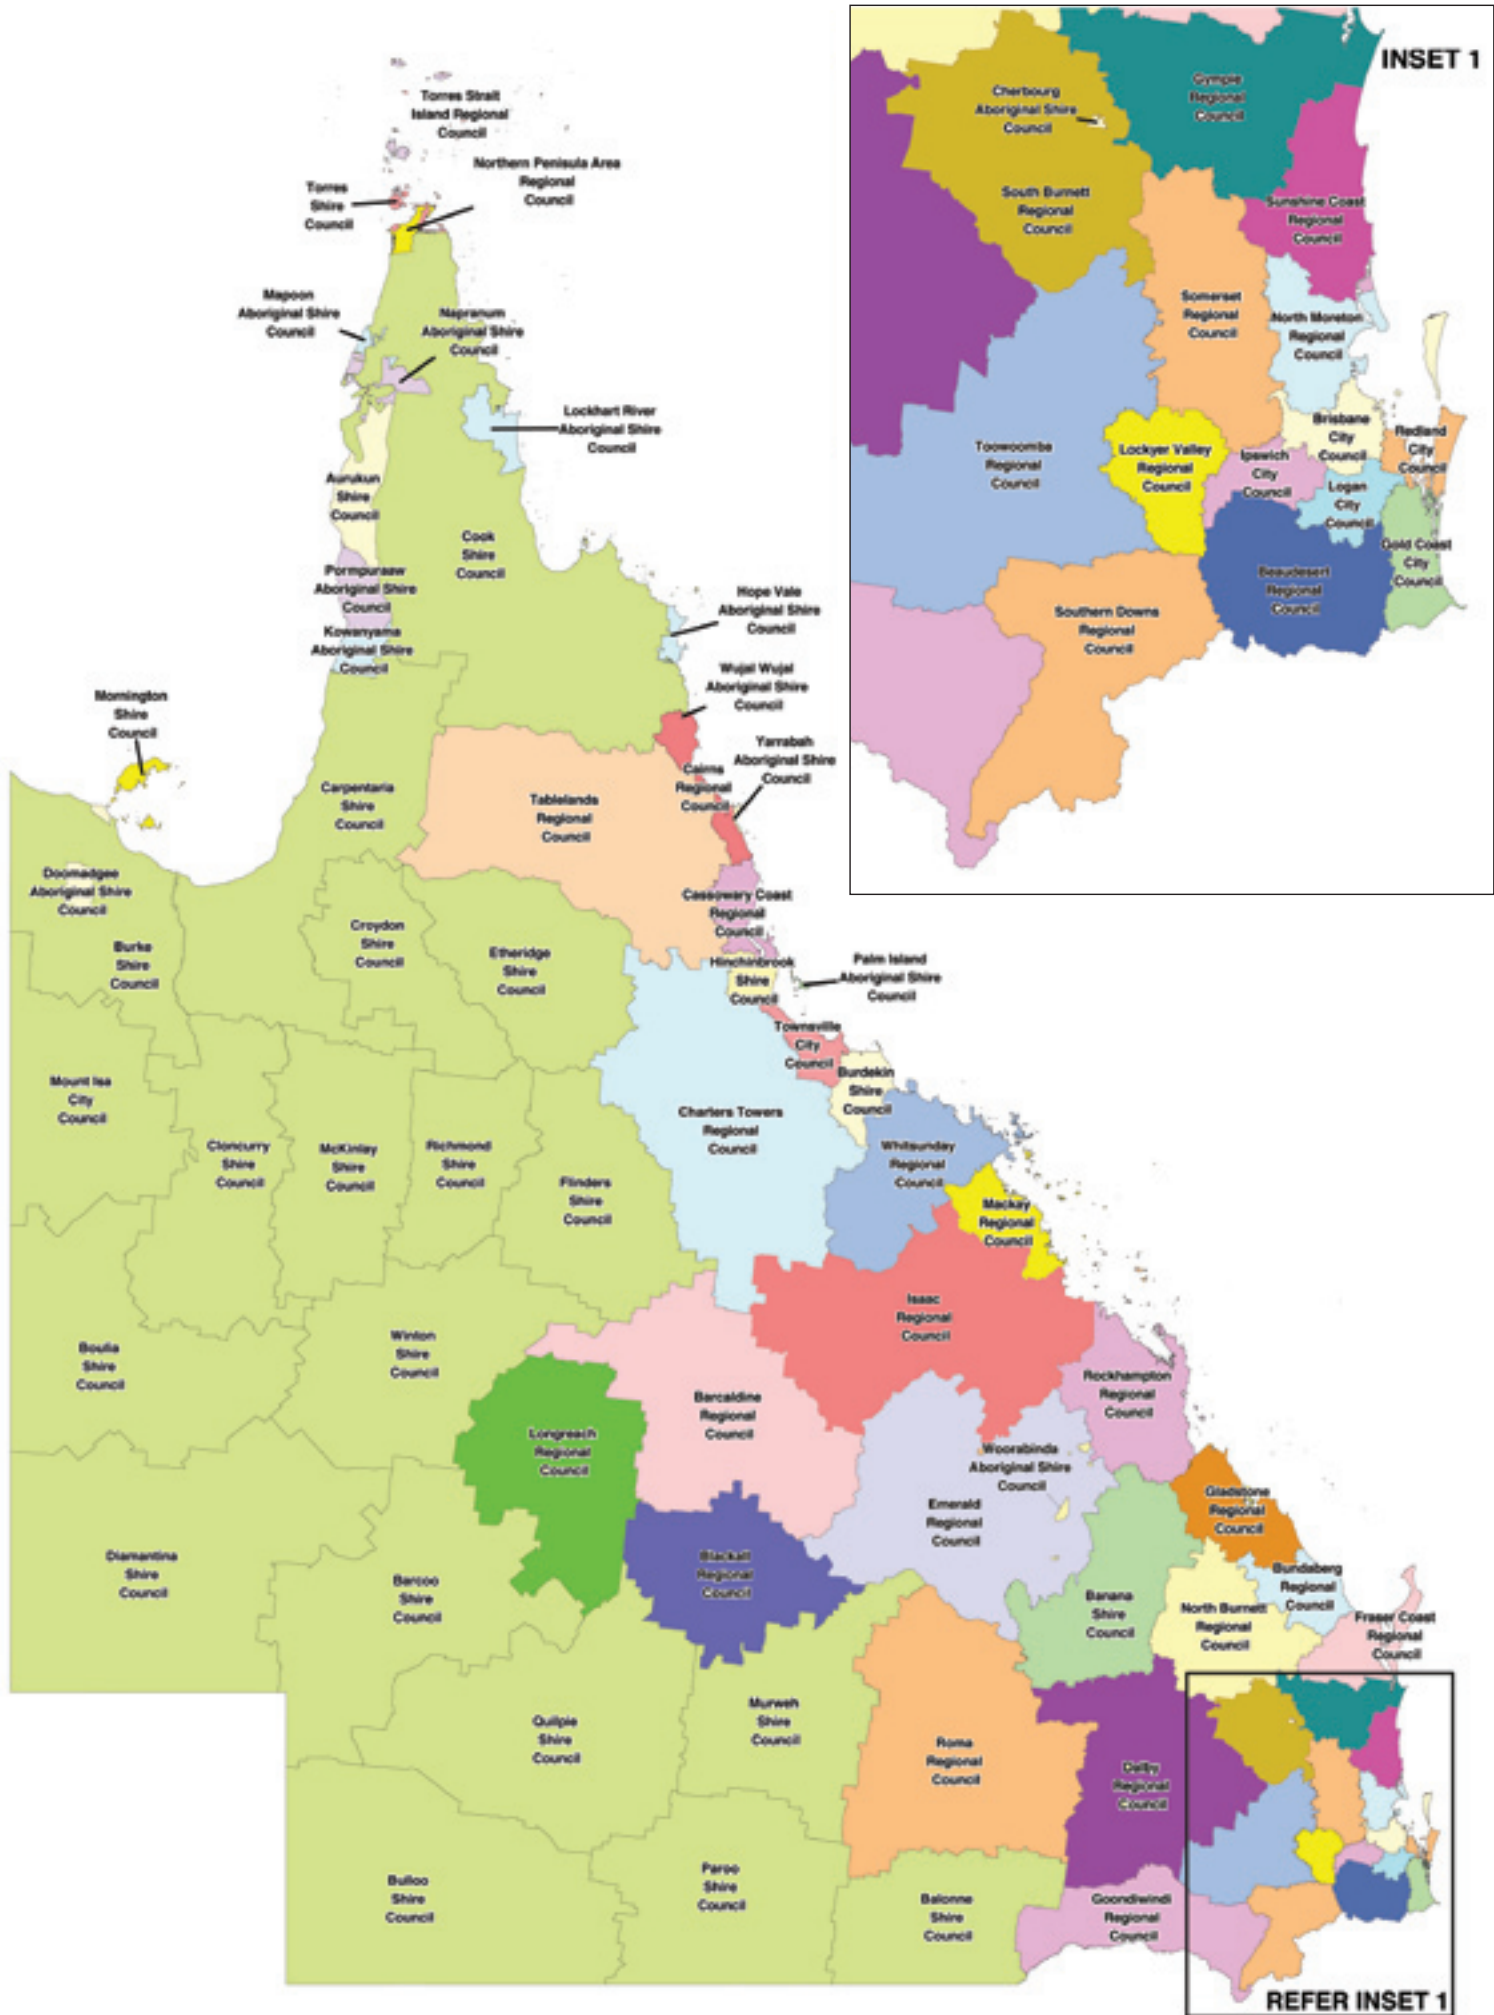 Torres Strait
Island Regional
Council
Northern Penisula Area
Regional
Council
Torres
Shire
Council
Mapoon
Aboriginal Shire
Council
Napranum
Aboriginal Shire
Council
Lockhart River
Aboriginal Shire
Council
Aurukun
Shire
Council
Cook
Shire
Council
Pormpuraaw
Aboriginal Shire
Council
Kowanyama
Aboriginal Shire
Council
Hope Vale
Aboriginal Shire
Council
Wujal Wujal
Aboriginal Shire
Council
Yarrabah
Aboriginal Shire
Council
Mornington
Shire
Council
Carpentaria
Shire
Council
Tablelands
Regional
Council
Cairns
Regional
Council
Doomadgee
Aboriginal Shire
Council
Burke
Shire
Council
Croydon
Shire
Council
Etheridge
Shire
Council
Cassowary Coast
Regional
Council
Hinchinbrook
Shire
Council
Palm Island
Aboriginal Shire
Council
Townsville
City
Council
Burdekin
Shire
Council
Mount Isa
City
Council
Cloncurry
Shire
Council
McKinlay
Shire
Council
Richmond
Shire
Council
Flinders
Shire
Council
Charters Towers
Regional
Council
Whitsunday
Regional
Council
Mackay
Regional
Council
Isaac
Regional
Council
Boulia
Shire
Council
Winton
Shire
Council
Longreach
Regional
Council
Barcaldine
Regional
Council
Rockhampton
Regional
Council
Woorabinda
Aboriginal Shire
Council
Emerald
Regional
Council
Gladstone
Regional
Council
Diamantina
Shire
Council
Barcoo
Shire
Council
Blackall
Regional
Council
Banana
Shire
Council
Bundaberg
Regional
Council
North Burnett
Regional
Council
Fraser Coast
Regional
Council
Quilpie
Shire
Council
Murweh
Shire
Council
Roma
Regional
Council
Dalby
Regional
Council
Bulloo
Shire
Council
Paroo
Shire
Council
Balonne
Shire
Council
Goondiwindi
Regional
Council
REFER INSET 1
INSET 1
Cherbourg
Aboriginal Shire
Council
Gympie
Regional
Council
South Burnett
Regional
Council
Sunshine Coast
Regional
Council
Somerset
Regional
Council
North Moreton
Regional
Council
Toowoomba
Regional
Council
Lockyer Valley
Regional
Council
Brisbane
City
Council
Redland
City
Council
Ipswich
City
Council
Logan
City
Council
Gold Coast
City
Council
Beaudesert
Regional
Council
Southern Downs
Regional
Council